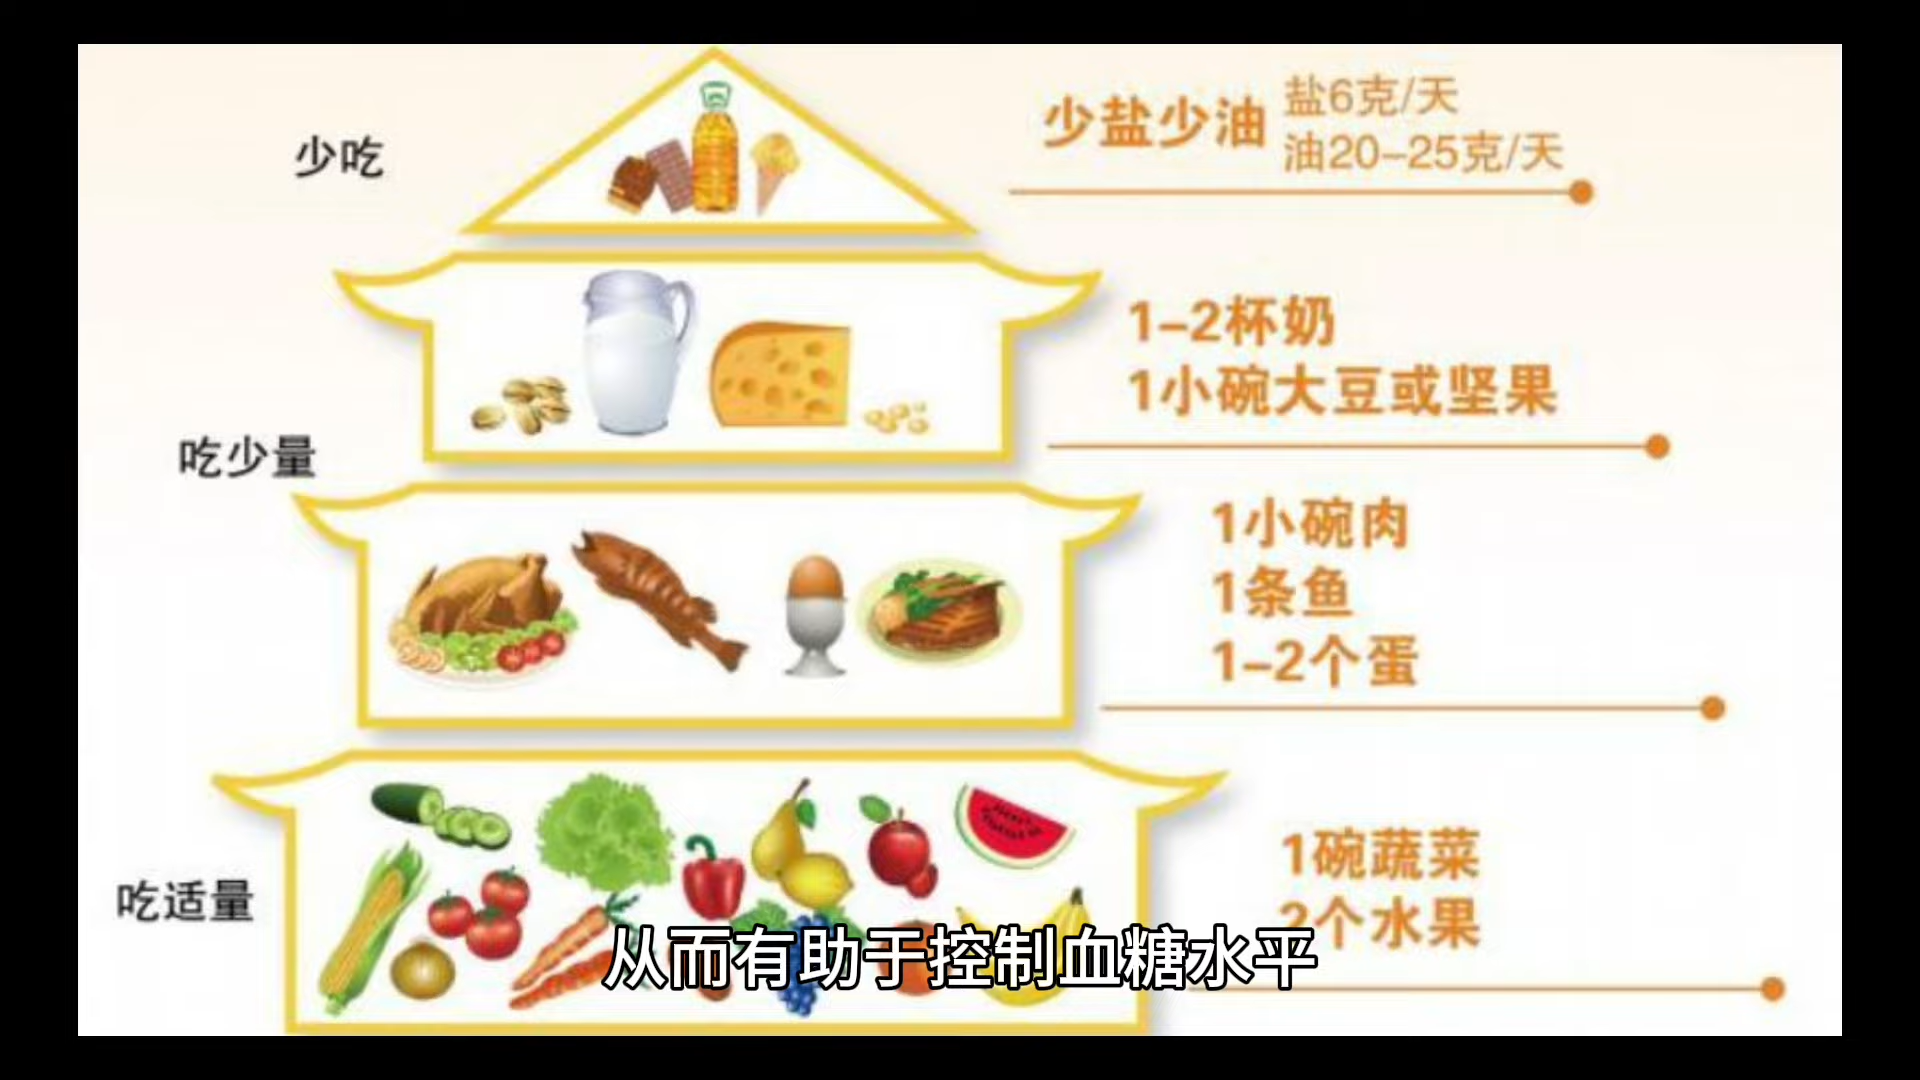 少吃
少盐少油
盐6克/天
油20-25克/天
1-2杯奶
1小碗大豆或坚果
吃少量
1小碗肉
1条鱼
1-2个蛋
吃适量
1碗蔬菜
2个水果
从而有助于控制血糖水平